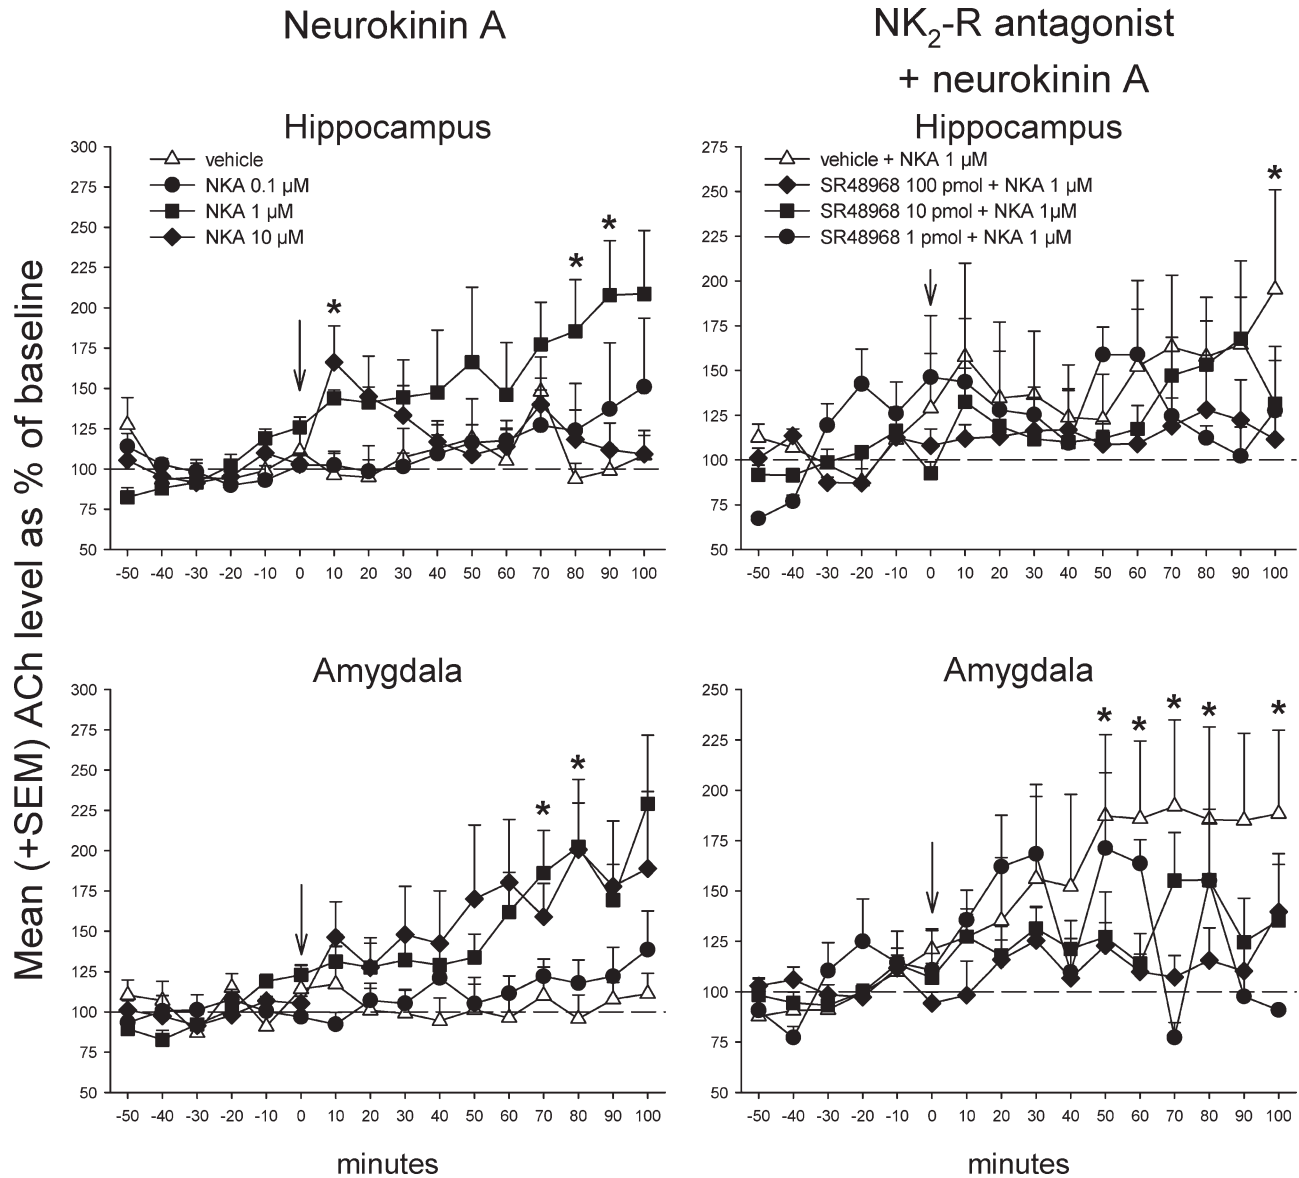 Neurokinin A
NK2-R antagonist
+ neurokinin A
Mean (+SEM) ACh level as % of baseline
Hippocampus
300
275
250
225
200
175
150
125
100
75
50
vehicle
NKA 0.1 µM
NKA 1 µM
NKA 10 µM
*
*
*
-50 -40 -30 -20 -10 0 10 20 30 40 50 60 70 80 90 100
Hippocampus
275
250
225
200
175
150
125
100
75
50
vehicle + NKA 1 µM
SR48968 100 pmol + NKA 1 µM
SR48968 10 pmol + NKA 1µM
SR48968 1 pmol + NKA 1 µM
*
-50 -40 -30 -20 -10 0 10 20 30 40 50 60 70 80 90 100
Amygdala
300
275
250
225
200
175
150
125
100
75
50
*
*
-50 -40 -30 -20 -10 0 10 20 30 40 50 60 70 80 90 100
minutes
Amygdala
250
225
200
175
150
125
100
75
50
* * * * *
-50 -40 -30 -20 -10 0 10 20 30 40 50 60 70 80 90 100
minutes